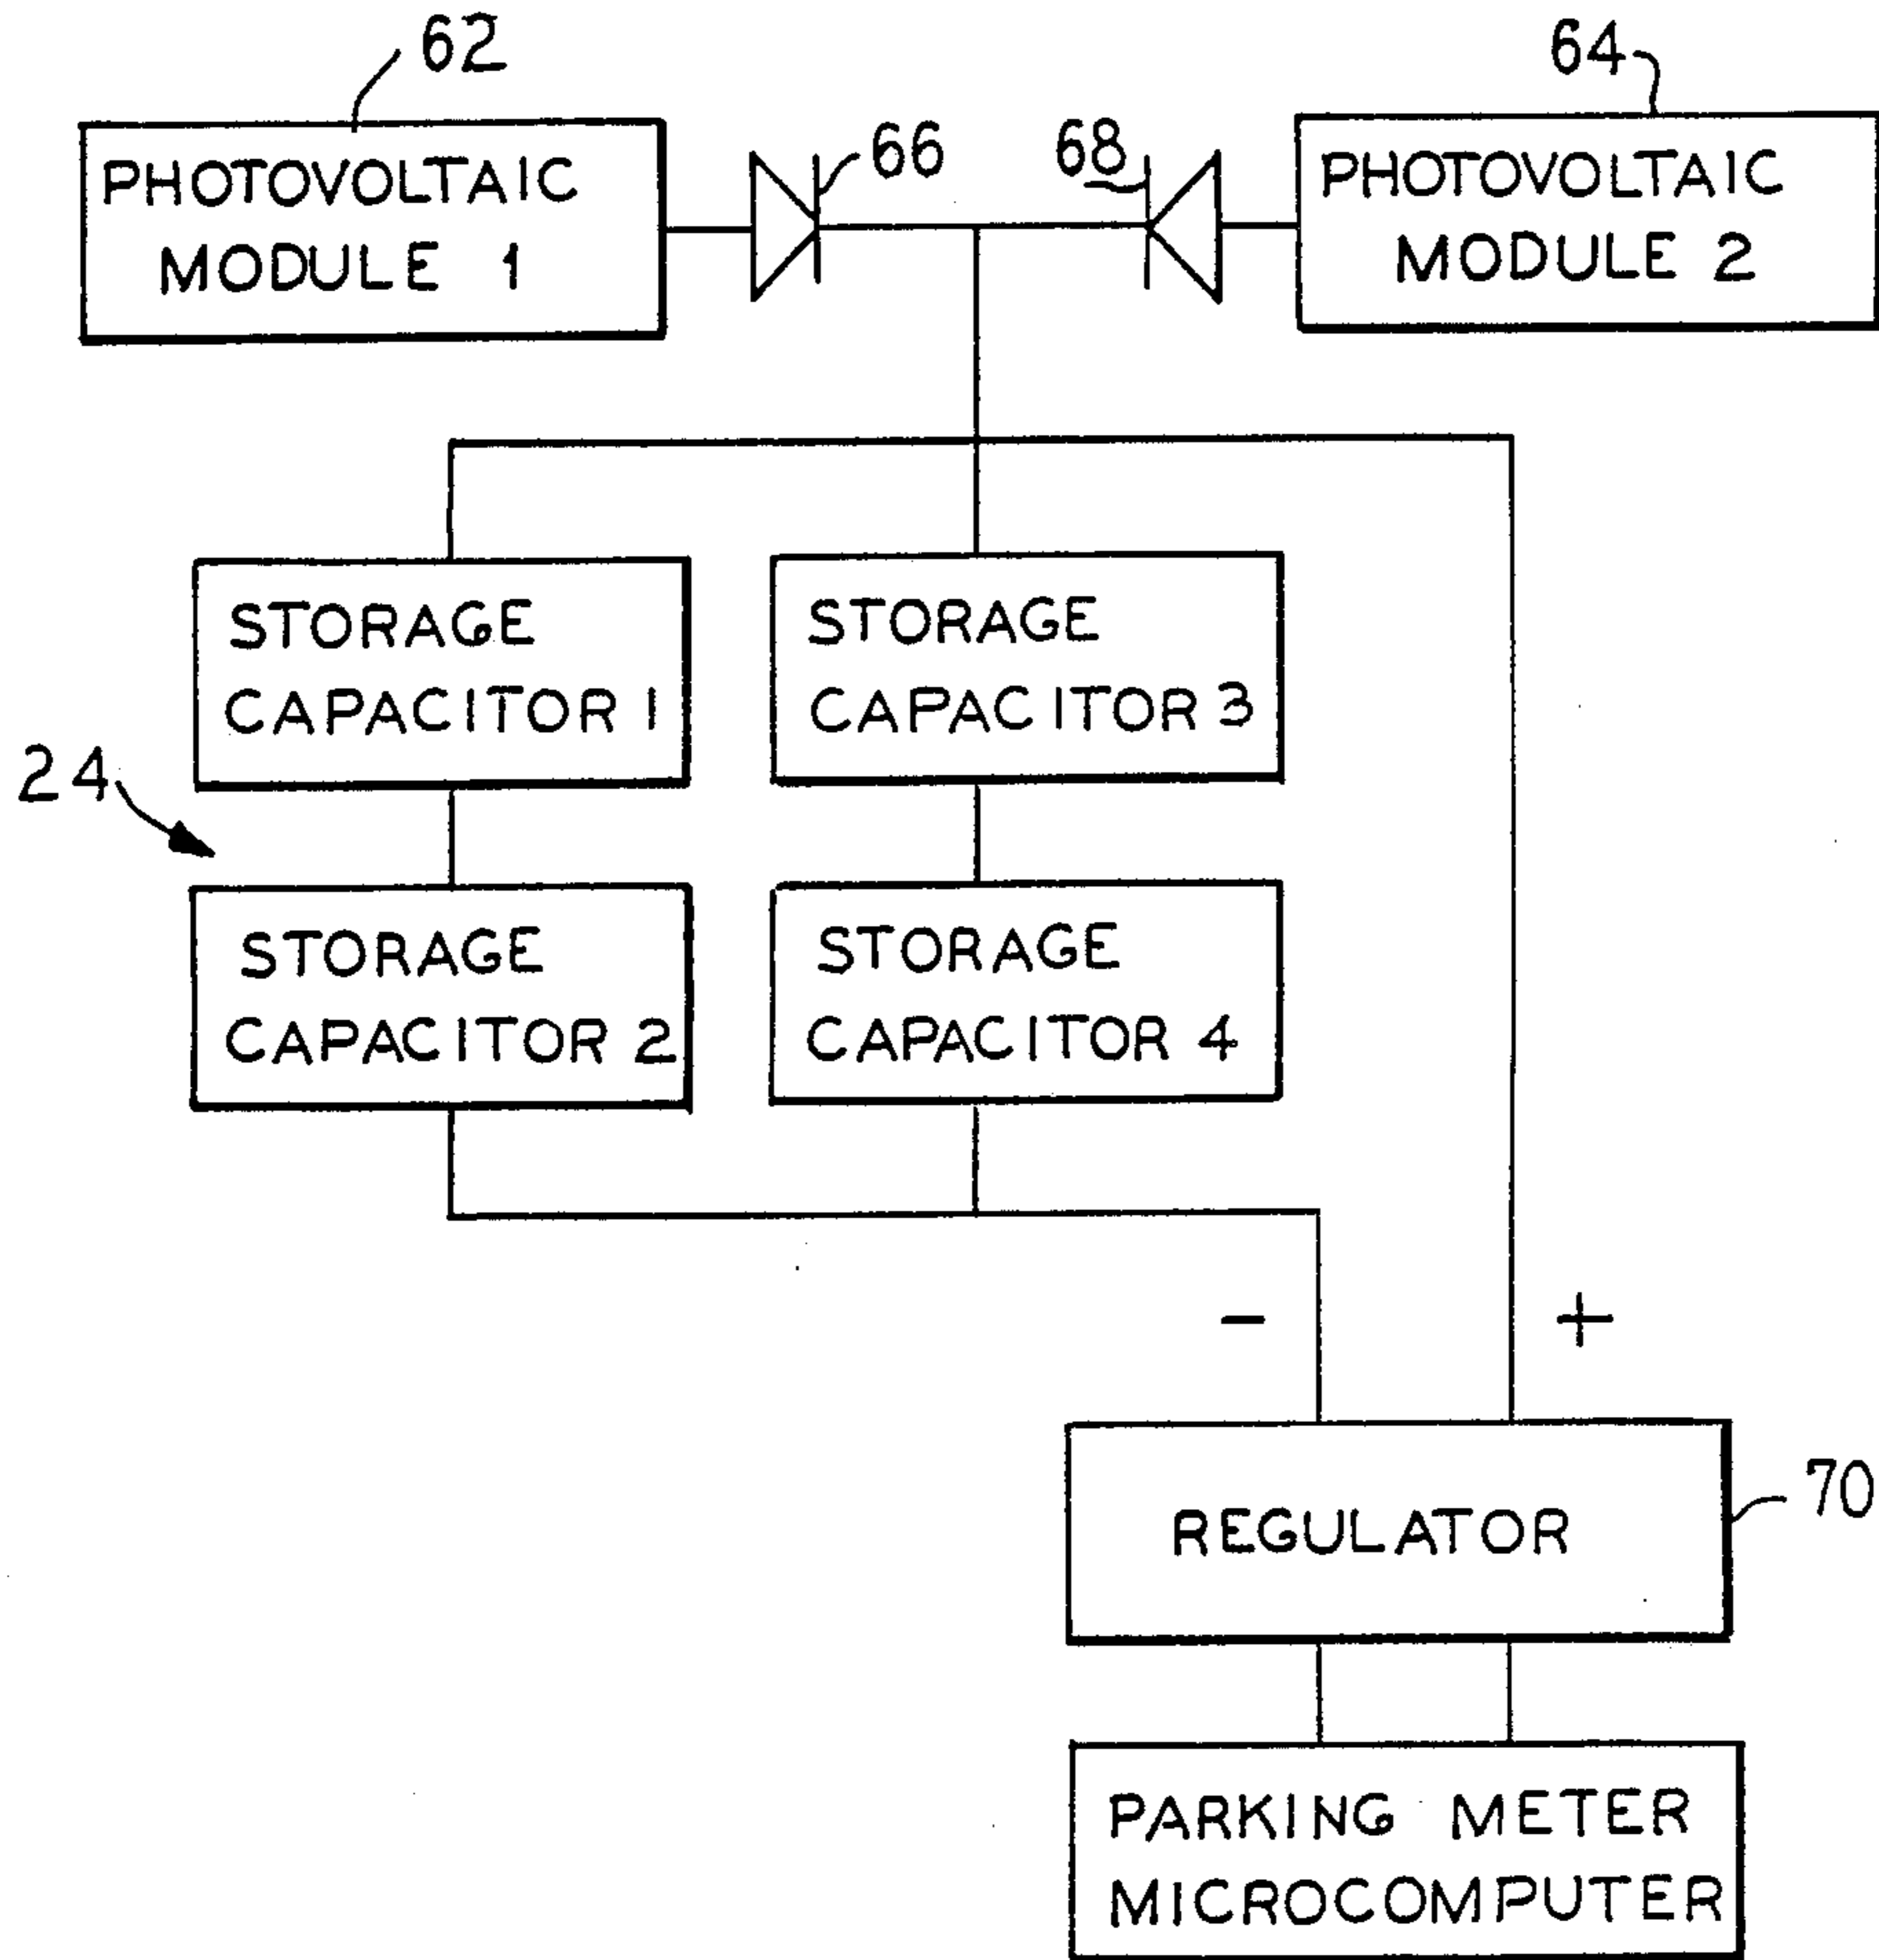 62
64
PHOTOVOLTAIC
MODULE 1
66
68
PHOTOVOLTAIC
MODULE 2
STORAGE
CAPACITOR 1
STORAGE
CAPACITOR 3
24
STORAGE
CAPACITOR 2
STORAGE
CAPACITOR 4
- +
REGULATOR
70
PARKING METER
MICROCOMPUTER